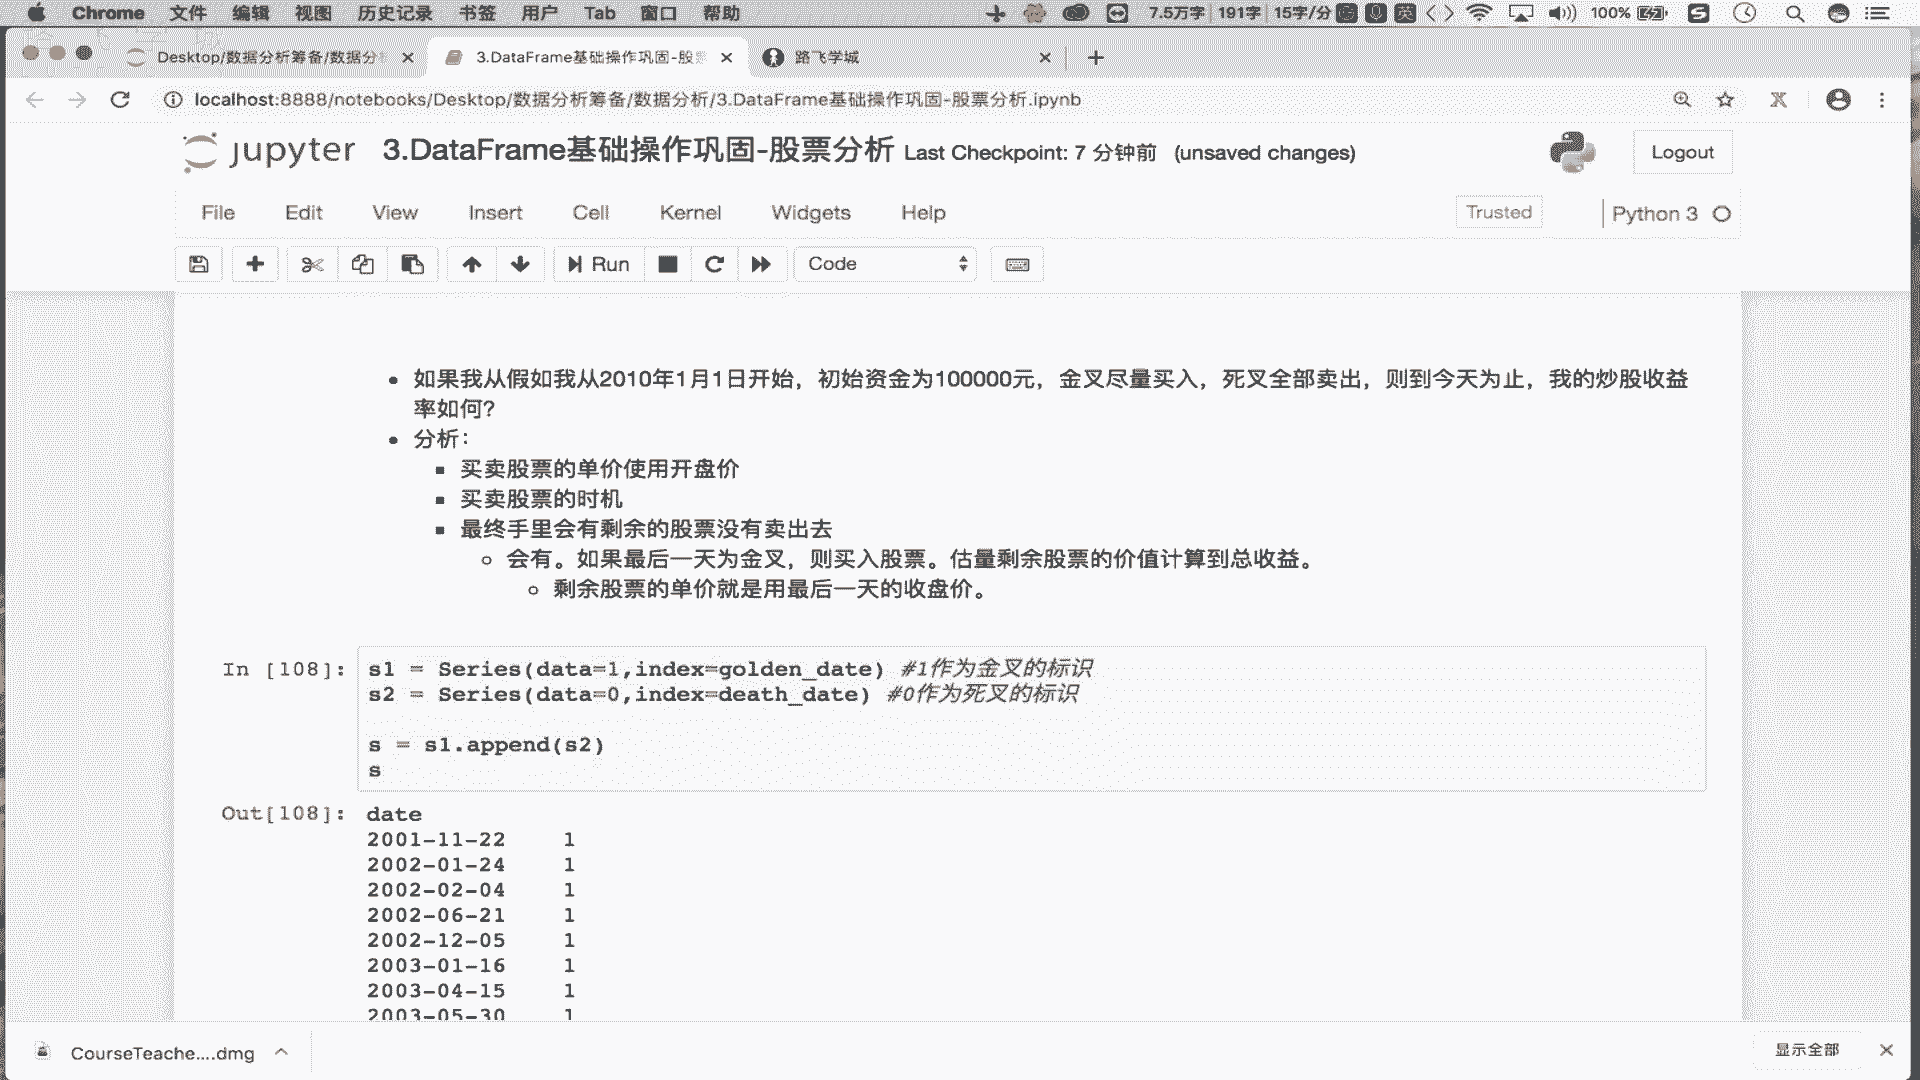 Chrome 文件 编辑 视图 历史记录 书签 用户 Tab 窗口 帮助 7.5万字 191字 15字/分 英 100%
Desktop/数据分析筹备/数据分 3.DataFrame基础操作巩固-股 路飞学城
localhost:8888/notebooks/Desktop/数据分析筹备/数据分析/3.DataFrame基础操作巩固-股票分析.ipynb
jupyter 3.DataFrame基础操作巩固-股票分析 Last Checkpoint: 7 分钟前 (unsaved changes) Logout
File Edit View Insert Cell Kernel Widgets Help Trusted Python 3
Run Code
如果我从假如我从2010年1月1日开始，初始资金为100000元，金叉尽量买入，死叉全部卖出，则到今天为止，我的炒股收益
率如何？
分析：
买卖股票的单价使用开盘价
买卖股票的时机
最终手里会有剩余的股票没有卖出去
会有。如果最后一天为金叉，则买入股票。估量剩余股票的价值计算到总收益。
剩余股票的单价就是用最后一天的收盘价。
In [108]: s1 = Series(data=1,index=golden_date) #1作为金叉的标识
s2 = Series(data=0,index=death_date) #0作为死叉的标识
s = s1.append(s2)
s
Out[108]: date
2001-11-22 1
2002-01-24 1
2002-02-04 1
2002-06-21 1
2002-12-05 1
2003-01-16 1
2003-04-15 1
2003-05-30 1
CourseTeache....dmg 显示全部